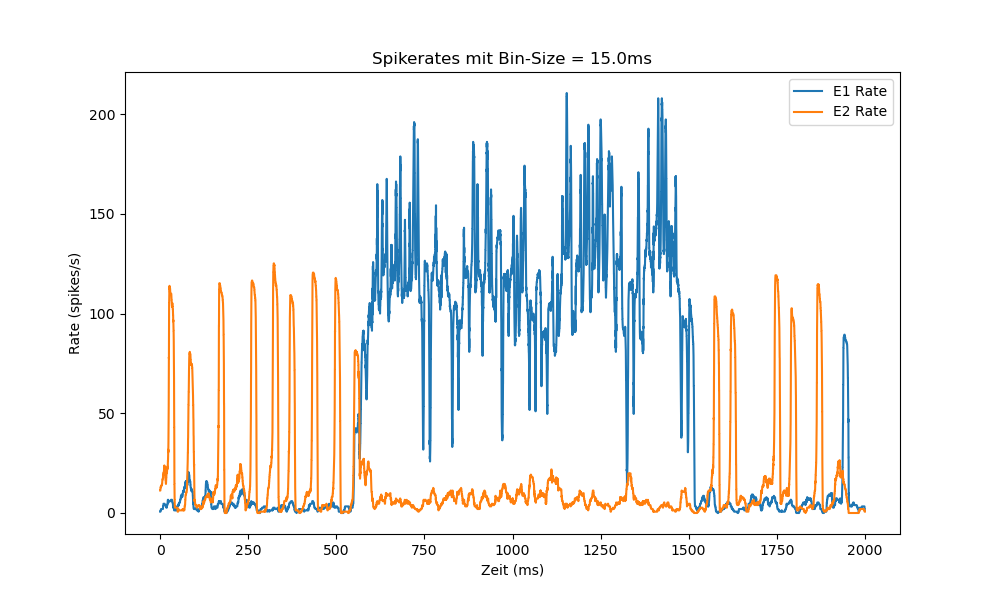 Spikerates mit Bin-Size = 15.0ms
E1 Rate
E2 Rate
Rate (spikes/s)
200
150
100
50
0
0 250 500 750 1000 1250 1500 1750 2000
Zeit (ms)